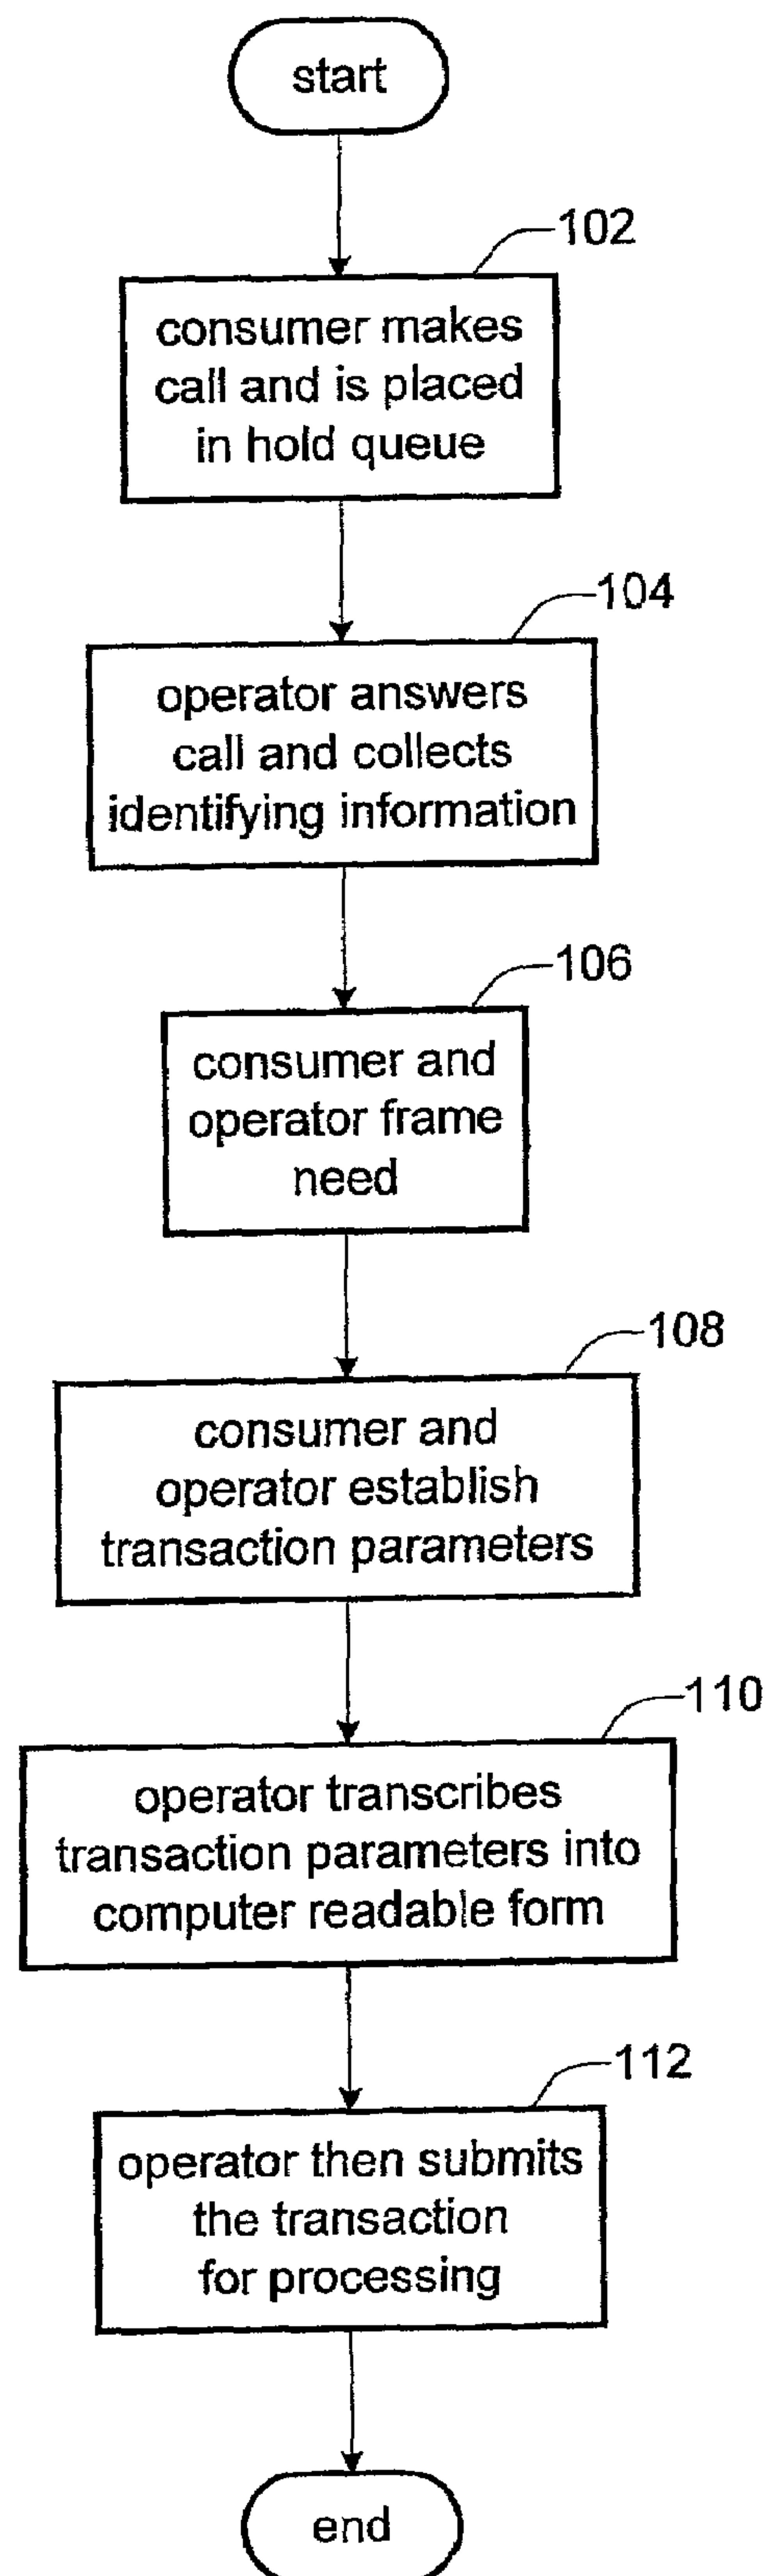 start
102
consumer makes
call and is placed
in hold queue
104
operator answers
call and collects
identifying information
106
consumer and
operator frame
need
108
consumer and
operator establish
transaction parameters
110
operator transcribes
transaction parameters into
computer readable form
112
operator then submits
the transaction
for processing
end